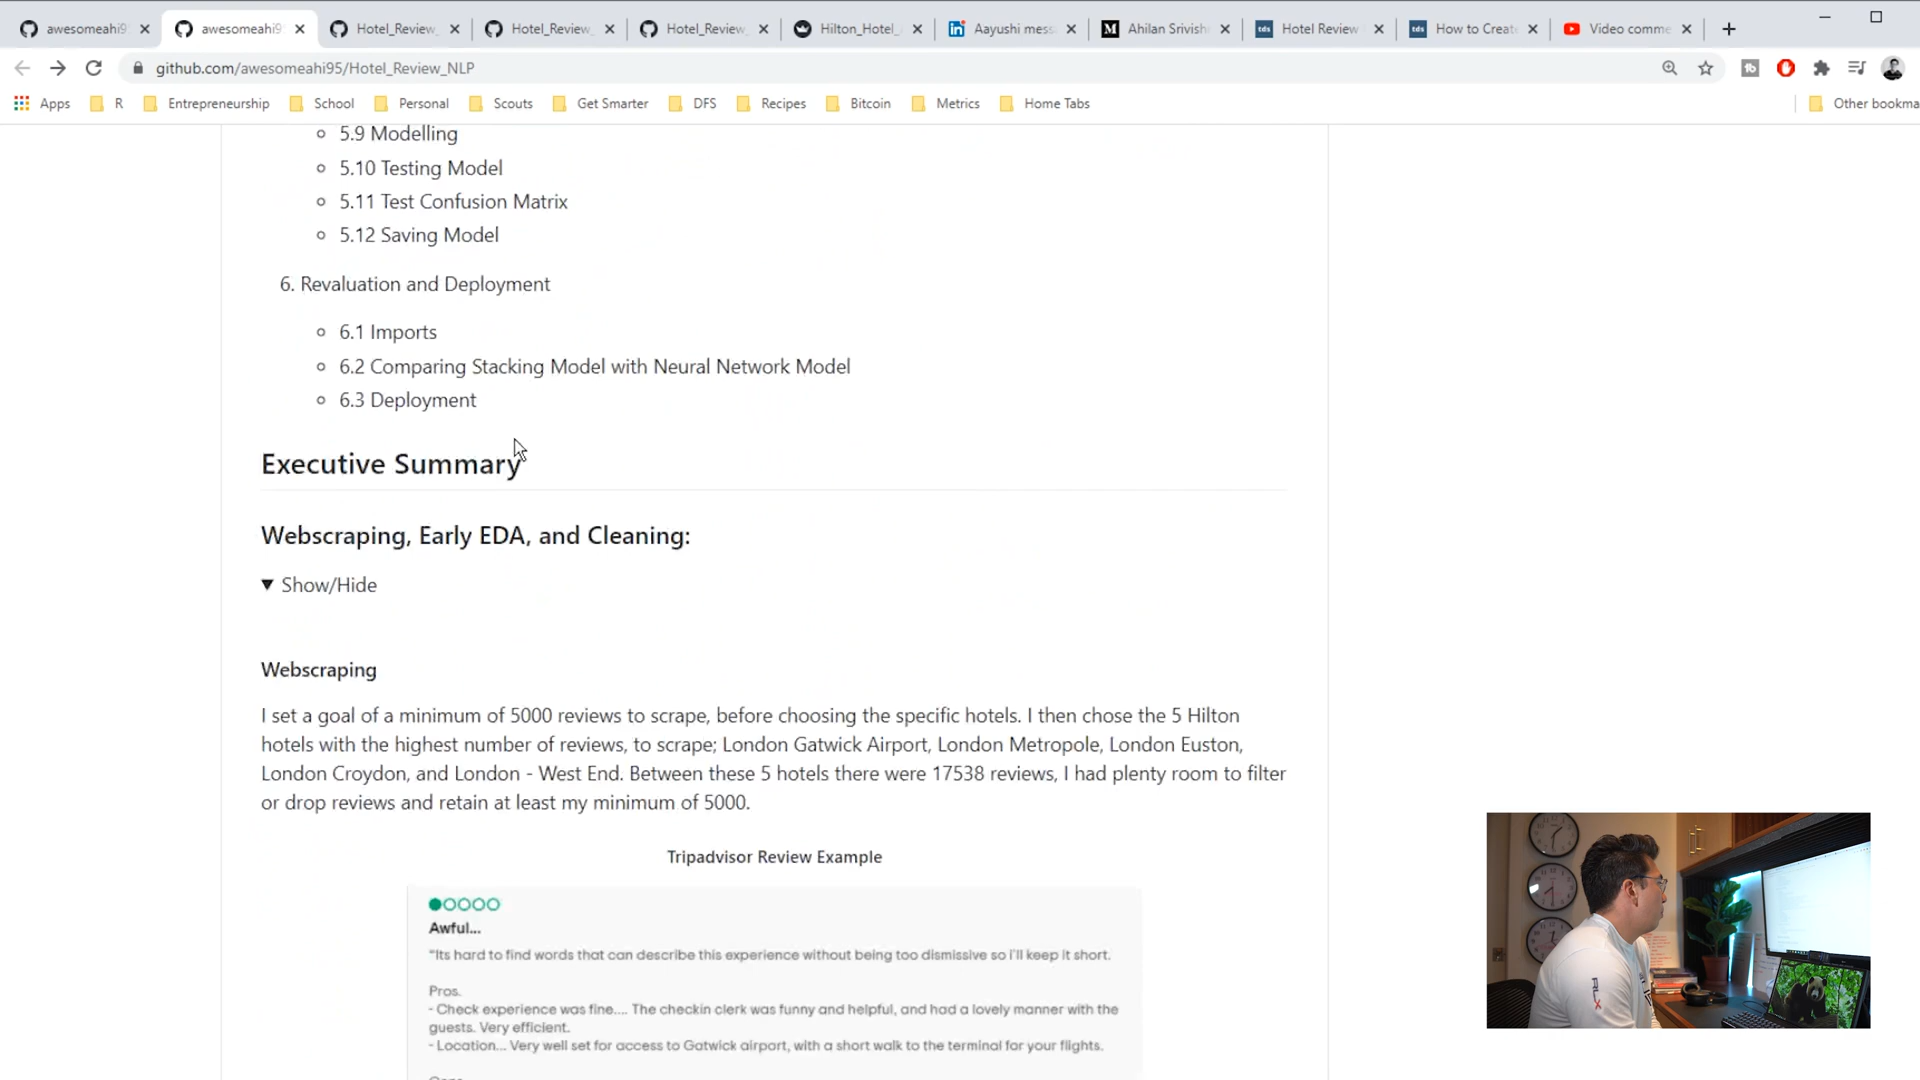 awesomeahi9
awesomeahi9
Hotel_Review_
Hotel_Review_
Hotel_Review_
Hilton_Hotel_
Aayushi mess
Ahilan Srivish
Hotel Review
How to Create
Video comme
github.com/awesomeahi95/Hotel_Review_NLP
Apps
R
Entrepreneurship
School
Personal
Scouts
Get Smarter
DFS
Recipes
Bitcoin
Metrics
Home Tabs
Other bookma
5.9 Modelling
5.10 Testing Model
5.11 Test Confusion Matrix
5.12 Saving Model
6. Revaluation and Deployment
6.1 Imports
6.2 Comparing Stacking Model with Neural Network Model
6.3 Deployment
Executive Summary
Webscraping, Early EDA, and Cleaning:
▼ Show/Hide
Webscraping
I set a goal of a minimum of 5000 reviews to scrape, before choosing the specific hotels. I then chose the 5 Hilton
hotels with the highest number of reviews, to scrape; London Gatwick Airport, London Metropole, London Euston,
London Croydon, and London - West End. Between these 5 hotels there were 17538 reviews, I had plenty room to filter
or drop reviews and retain at least my minimum of 5000.
Tripadvisor Review Example
Awful...
"Its hard to find words that can describe this experience without being too dismissive so i'll keep it short.
Pros.
- Check experience was fine.... The checkin clerk was funny and helpful, and had a lovely manner with the
guests. Very efficient.
- Location... Very well set for access to Gatwick airport, with a short walk to the terminal for your flights.